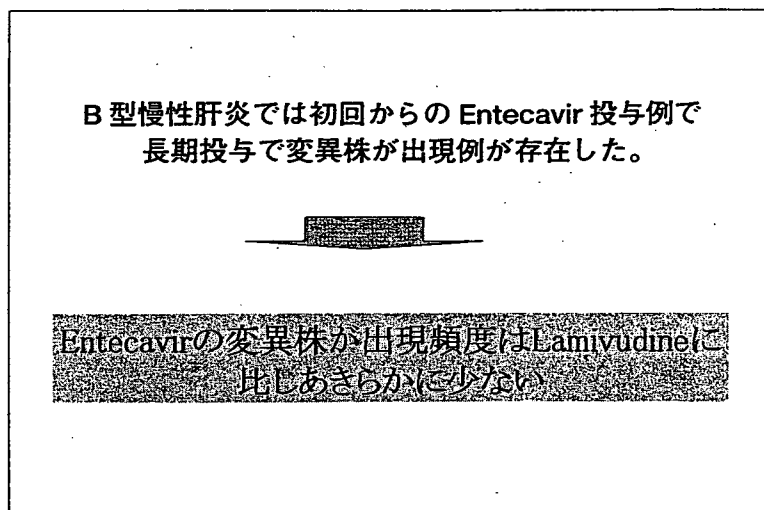 B 型慢性肝炎では初回からの Entecavir 投与例で
長期投与で変異株が出現例が存在した。
Entecavirの変異株か出現頻度はLamivudineに
比しあきらかに少ない